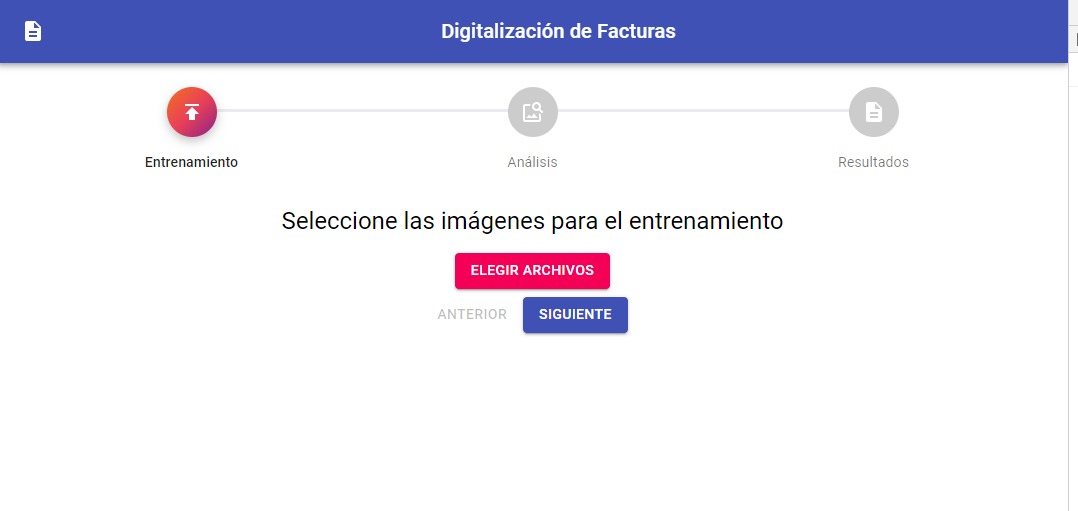 Digitalización de Facturas
Entrenamiento
Análisis
Resultados
Seleccione las imágenes para el entrenamiento
ELEGIR ARCHIVOS
ANTERIOR
SIGUIENTE